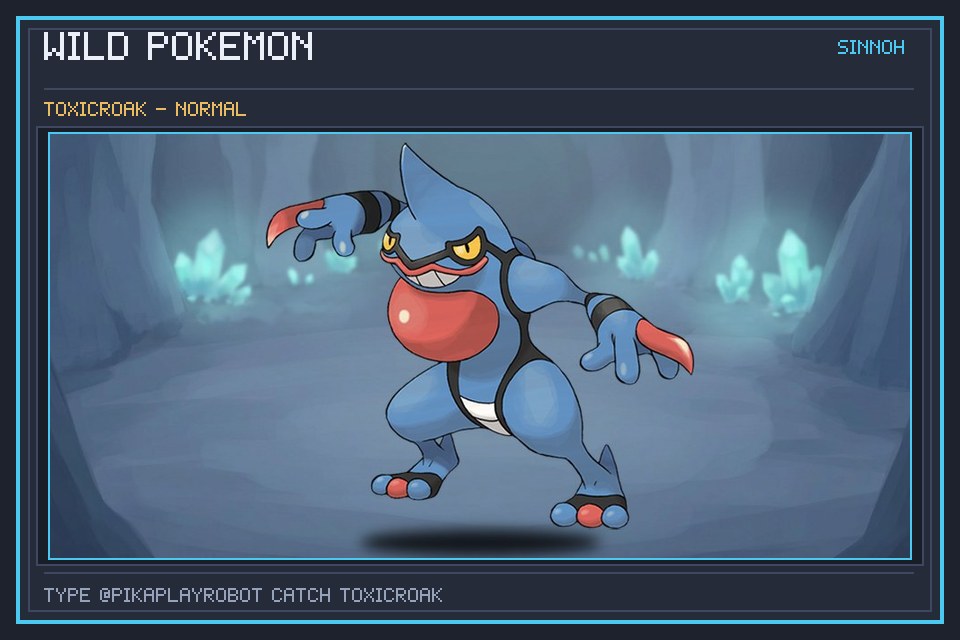 WILD POKEMON
SINNOH
TOXICROAK - NORMAL
TYPE @PIKAPLAYROBOT CATCH TOXICROAK